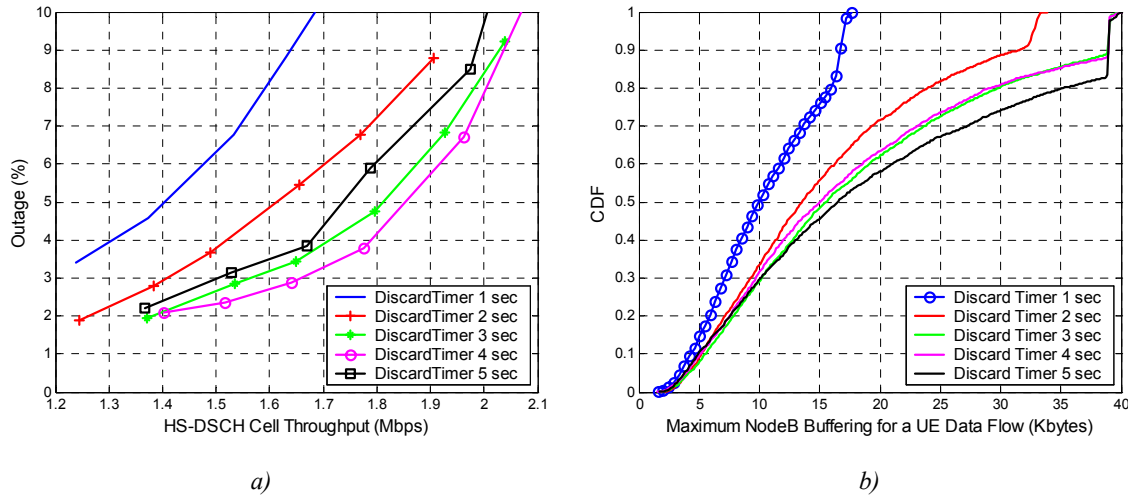 10
9
8
7
6
5
4
3
2
1
0
Outage (%)
1.2 1.3 1.4 1.5 1.6 1.7 1.8 1.9 2 2.1
HS-DSCH Cell Throughput (Mbps)
DiscardTimer 1 sec
DiscardTimer 2 sec
DiscardTimer 3 sec
DiscardTimer 4 sec
DiscardTimer 5 sec
a)
1
0.9
0.8
0.7
0.6
0.5
0.4
0.3
0.2
0.1
0
CDF
0 5 10 15 20 25 30 35 40
Maximum NodeB Buffering for a UE Data Flow (Kbytes)
Discard Timer 1 sec
Discard Timer 2 sec
Discard Timer 3 sec
Discard Timer 4 sec
Discard Timer 5 sec
b)